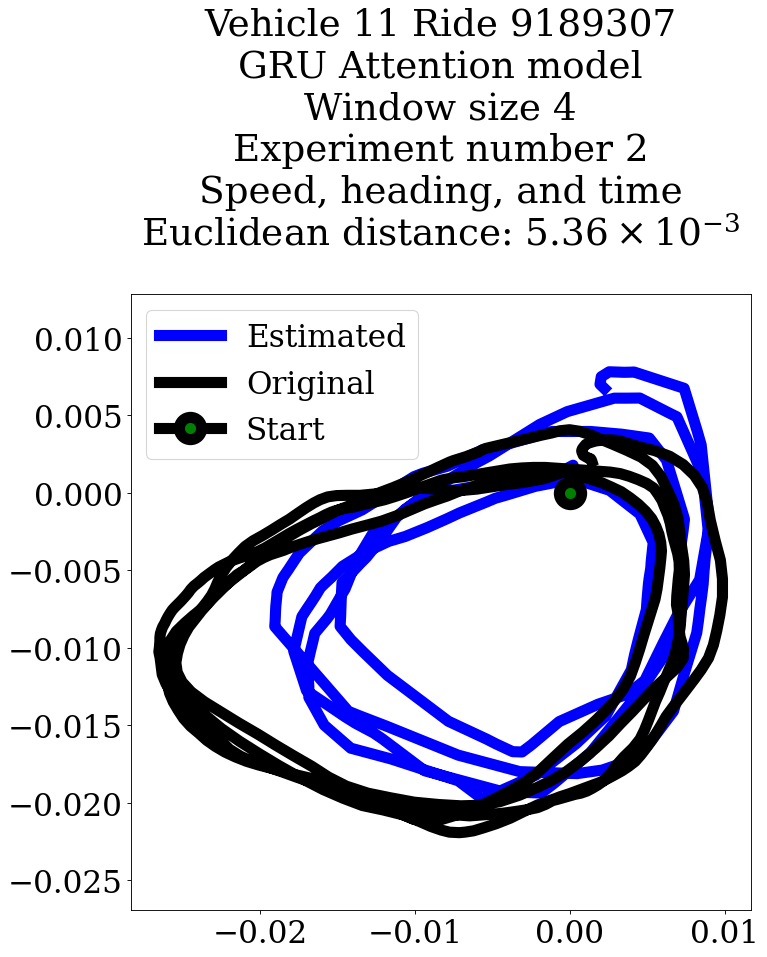 Vehicle 11 Ride 9189307
GRU Attention model
Window size 4
Experiment number 2
Speed, heading, and time
Euclidean distance: 5.36 × 10⁻³
Estimated
Original
Start
0.010
0.005
0.000
−0.005
−0.010
−0.015
−0.020
−0.025
−0.02 −0.01 0.00 0.01